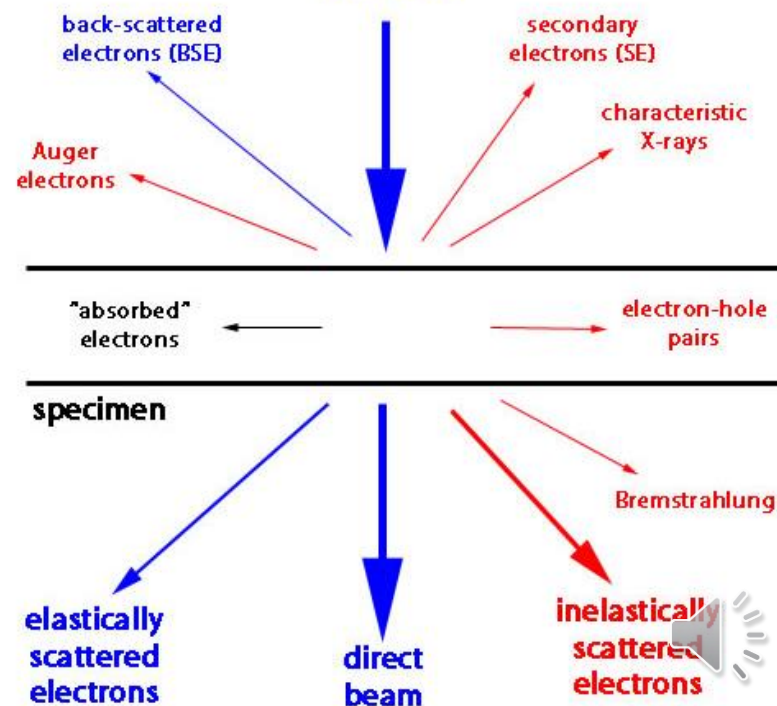 back-scattered
electrons (BSE)
secondary
electrons (SE)
characteristic
X-rays
Auger
electrons
"absorbed"
electrons
electron-hole
pairs
specimen
Bremstrahlung
elastically
scattered
electrons
direct
beam
inelastically
scattered
electrons